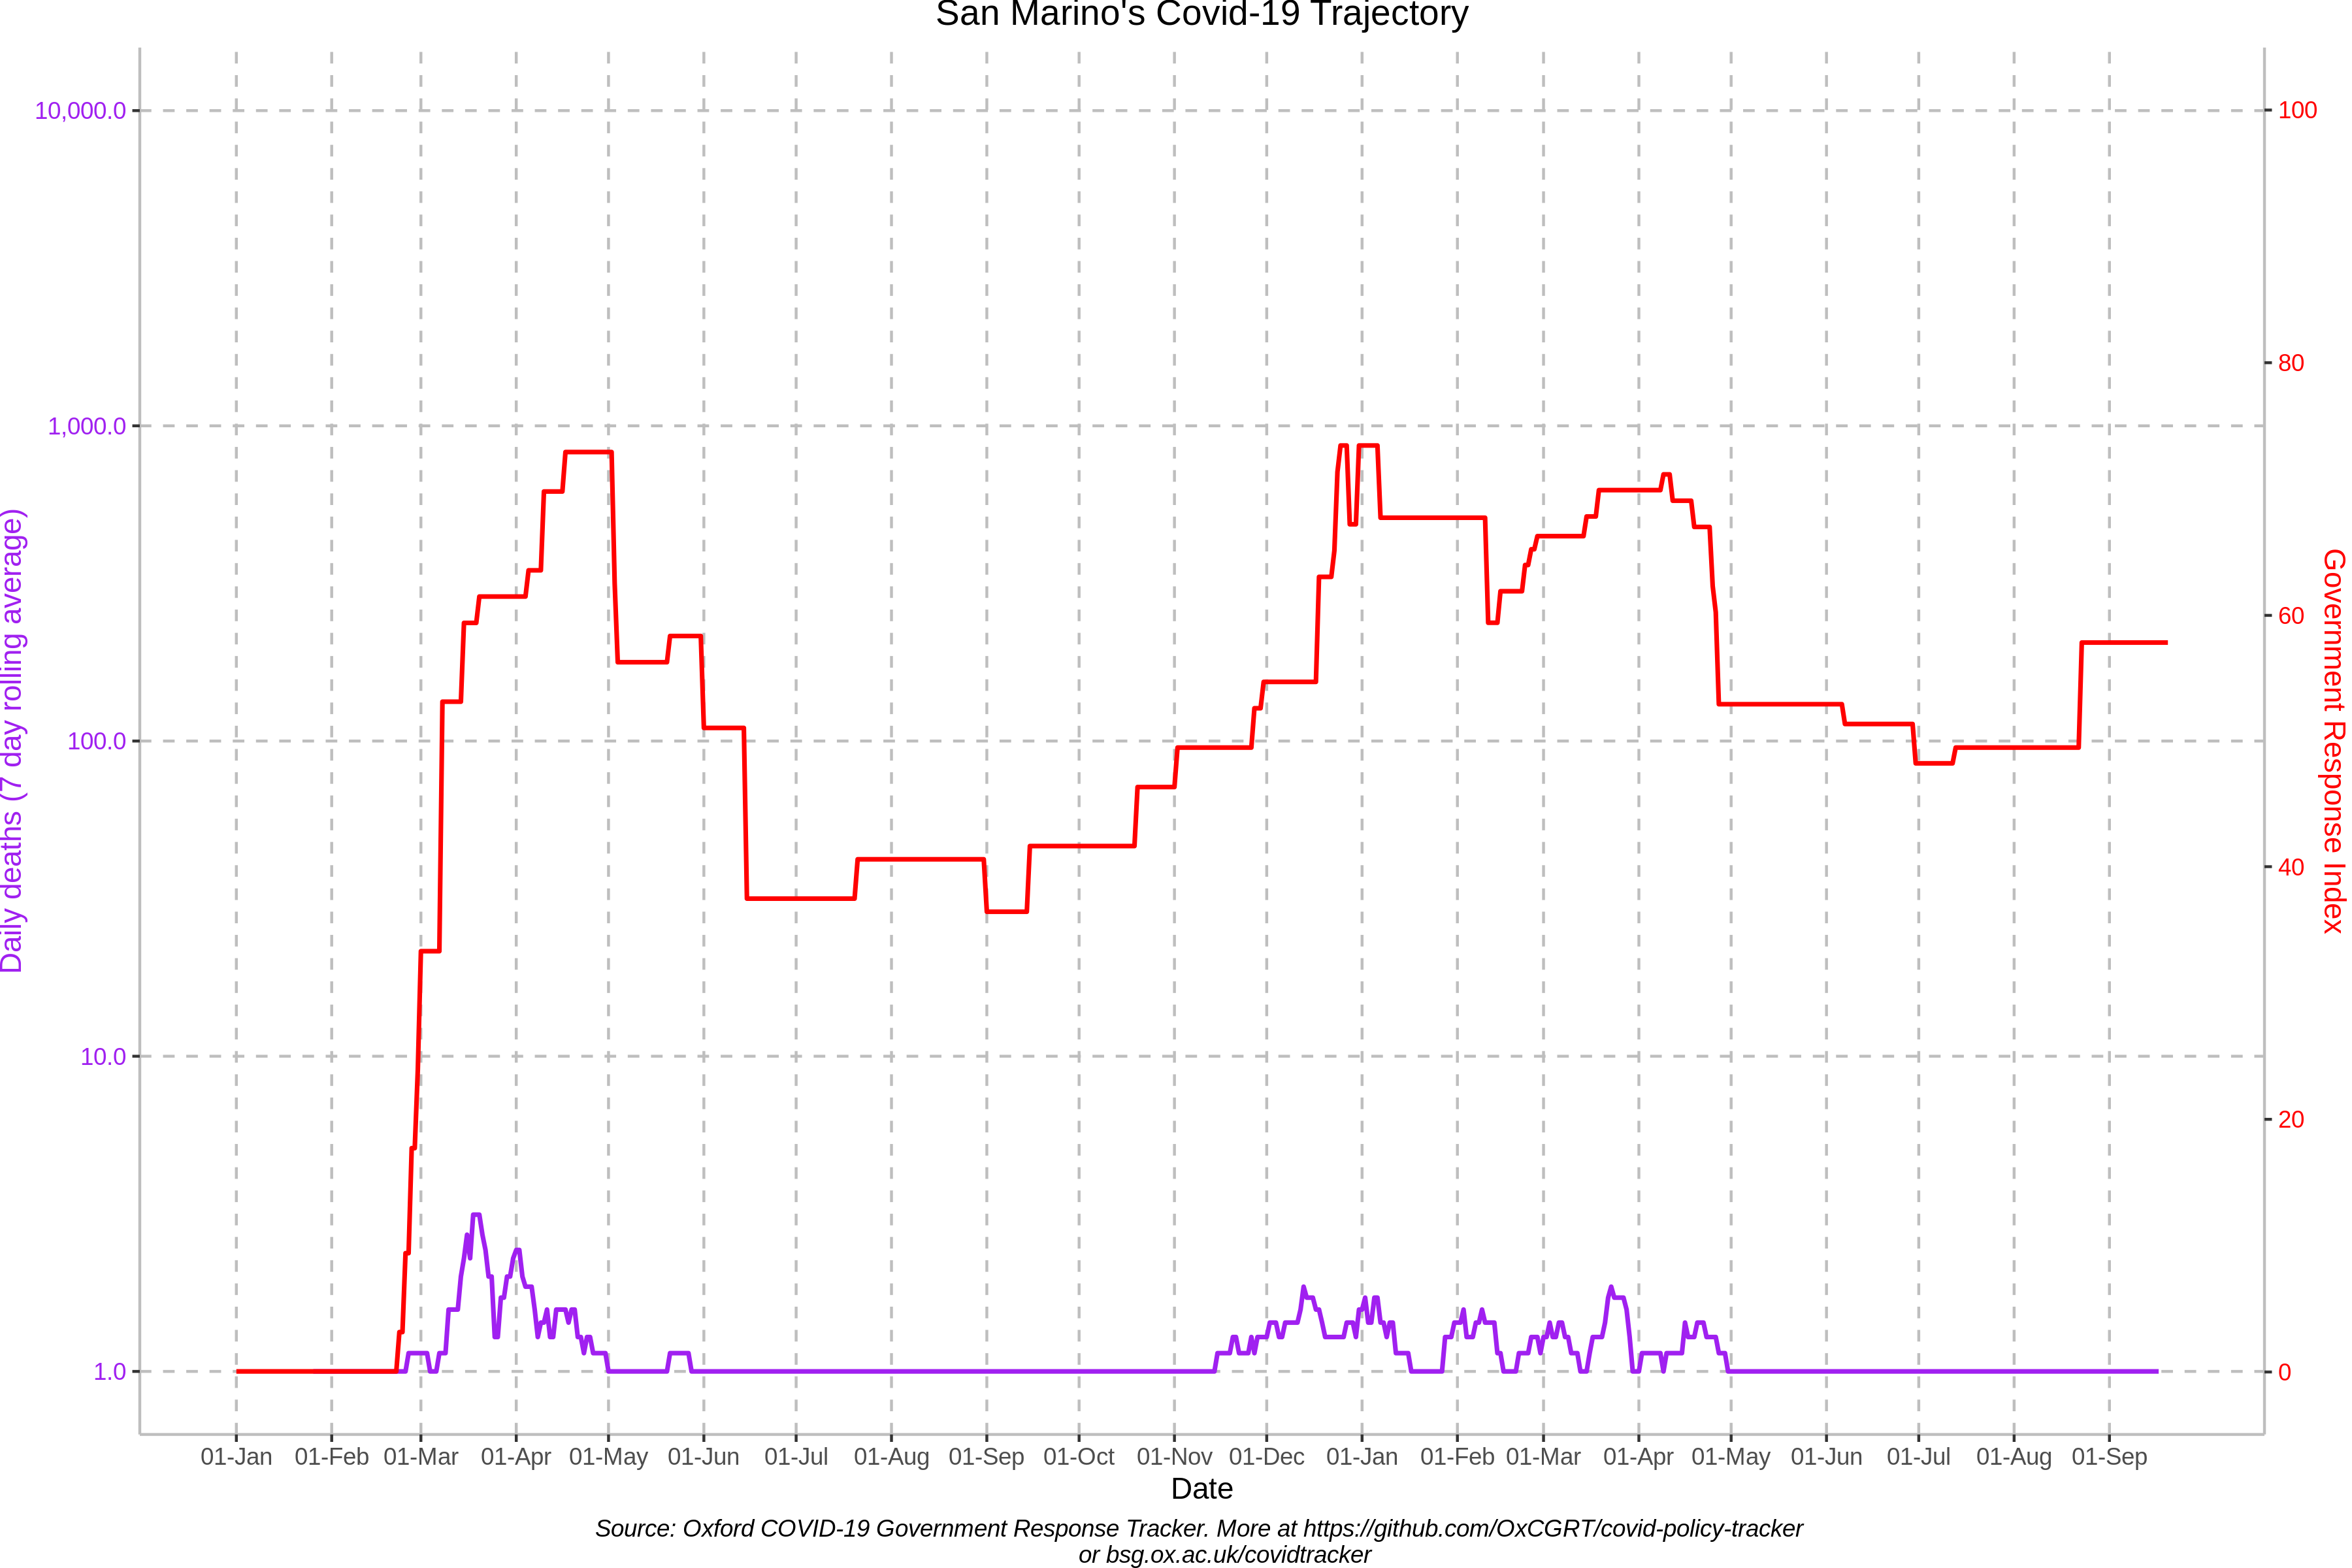 San Marino's Covid-19 Trajectory
10,000.0
1,000.0
100.0
10.0
1.0
Daily deaths (7 day rolling average)
100
80
60
40
20
0
Government Response Index
01-Jan 01-Feb 01-Mar 01-Apr 01-May 01-Jun 01-Jul 01-Aug 01-Sep 01-Oct 01-Nov 01-Dec 01-Jan 01-Feb 01-Mar 01-Apr 01-May 01-Jun 01-Jul 01-Aug 01-Sep
Date
Source: Oxford COVID-19 Government Response Tracker. More at https://github.com/OxCGRT/covid-policy-tracker
or bsg.ox.ac.uk/covidtracker